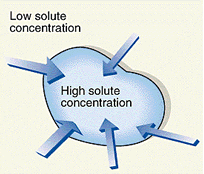 Low solute
concentration
High solute
concentration